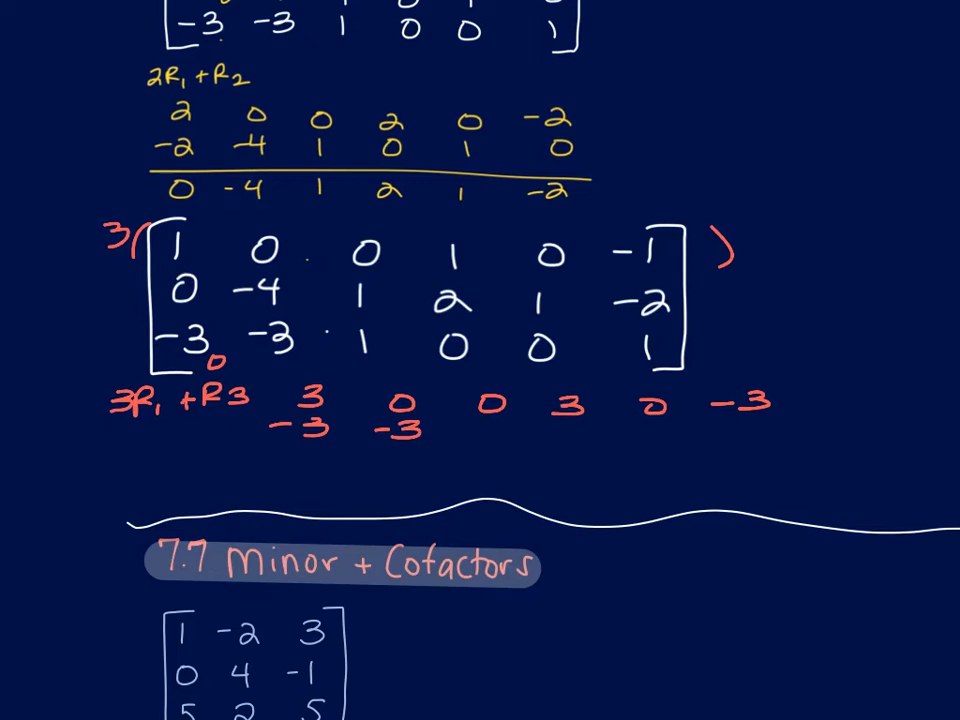 -3 -3 1 0 0 1
2R₁ + R₂
2 0 0 2 0 -2
-2 -4 1 0 1 0
0 -4 1 2 1 -2
3( 1 0 0 1 0 -1 )
0 -4 1 2 1 -2
-3 -3 1 0 0 1
0
3R₁ + R3 3 0 0 3 0 -3
-3 -3
7.7 Minor + Cofactors
1 -2 3
0 4 -1
5 2 5